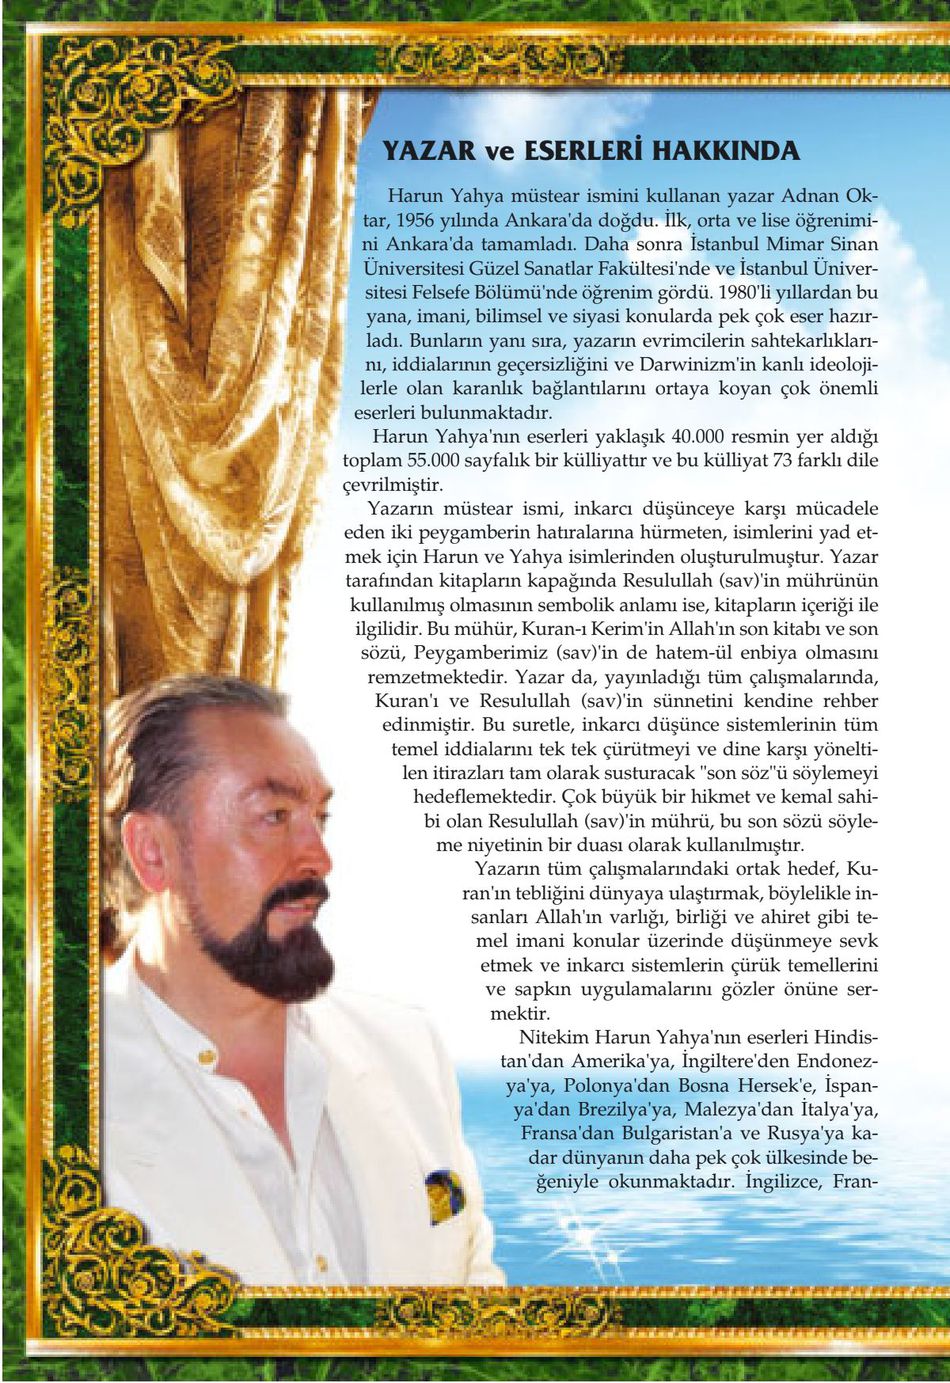 YAZAR ve ESERLERİ HAKKINDA
Harun Yahya müstear ismini kullanan yazar Adnan Ok-
tar, 1956 yılında Ankara'da doğdu. İlk, orta ve lise öğrenimi-
ni Ankara'da tamamladı. Daha sonra İstanbul Mimar Sinan
Üniversitesi Güzel Sanatlar Fakültesi'nde ve İstanbul Üniver-
sitesi Felsefe Bölümü'nde öğrenim gördü. 1980'li yıllardan bu
yana, imani, bilimsel ve siyasi konularda pek çok eser hazır-
ladı. Bunların yanı sıra, yazarın evrimcilerin sahtekarlıkları-
nı, iddialarının geçersizliğini ve Darwinizm'in kanlı ideoloji-
lerle olan karanlık bağlantılarını ortaya koyan çok önemli
eserleri bulunmaktadır.
Harun Yahya'nın eserleri yaklaşık 40.000 resmin yer aldığı
toplam 55.000 sayfalık bir külliyattır ve bu külliyat 73 farklı dile
çevrilmiştir.
Yazarın müstear ismi, inkarcı düşünceye karşı mücadele
eden iki peygamberin hatıralarına hürmeten, isimlerini yad et-
mek için Harun ve Yahya isimlerinden oluşturulmuştur. Yazar
tarafından kitapların kapağında Resulullah (sav)'in mührünün
kullanılmış olmasının sembolik anlamı ise, kitapların içeriği ile
ilgilidir. Bu mühür, Kuran-ı Kerim'in Allah'ın son kitabı ve son
sözü, Peygamberimiz (sav)'in de hatem-ül enbiya olmasını
remzetmektedir. Yazar da, yayınladığı tüm çalışmalarında,
Kuran'ı ve Resulullah (sav)'in sünnetini kendine rehber
edinmiştir. Bu suretle, inkarcı düşünce sistemlerinin tüm
temel iddialarını tek tek çürütmeyi ve dine karşı yönelti-
len itirazları tam olarak susturacak "son söz"ü söylemeyi
hedeflemektedir. Çok büyük bir hikmet ve kemal sahi-
bi olan Resulullah (sav)'in mührü, bu son sözü söyle-
me niyetinin bir duası olarak kullanılmıştır.
Yazarın tüm çalışmalarındaki ortak hedef, Ku-
ran'ın tebliğini dünyaya ulaştırmak, böylelikle in-
sanları Allah'ın varlığı, birliği ve ahiret gibi te-
mel imani konular üzerinde düşünmeye sevk
etmek ve inkarcı sistemlerin çürük temellerini
ve sapkın uygulamalarını gözler önüne ser-
mektir.
Nitekim Harun Yahya'nın eserleri Hindis-
tan'dan Amerika'ya, İngiltere'den Endonez-
ya'ya, Polonya'dan Bosna Hersek'e, İspan-
ya'dan Brezilya'ya, Malezya'dan İtalya'ya,
Fransa'dan Bulgaristan'a ve Rusya'ya ka-
dar dünyanın daha pek çok ülkesinde be-
ğeniyle okunmaktadır. İngilizce, Fran-